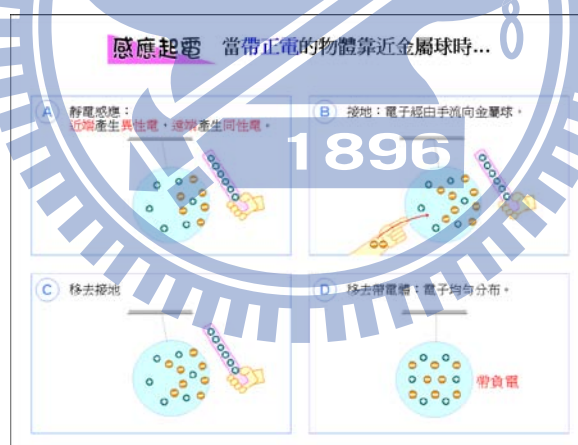 感應起電 當帶正電的物體靠近金屬球時...
A 靜電感應：
近端產生異性電，遠端產生同性電。
B 接地：電子經由手流向金屬球。
1896
C 移去接地
D 移去帶電體：電子均勻分布。
帶負電